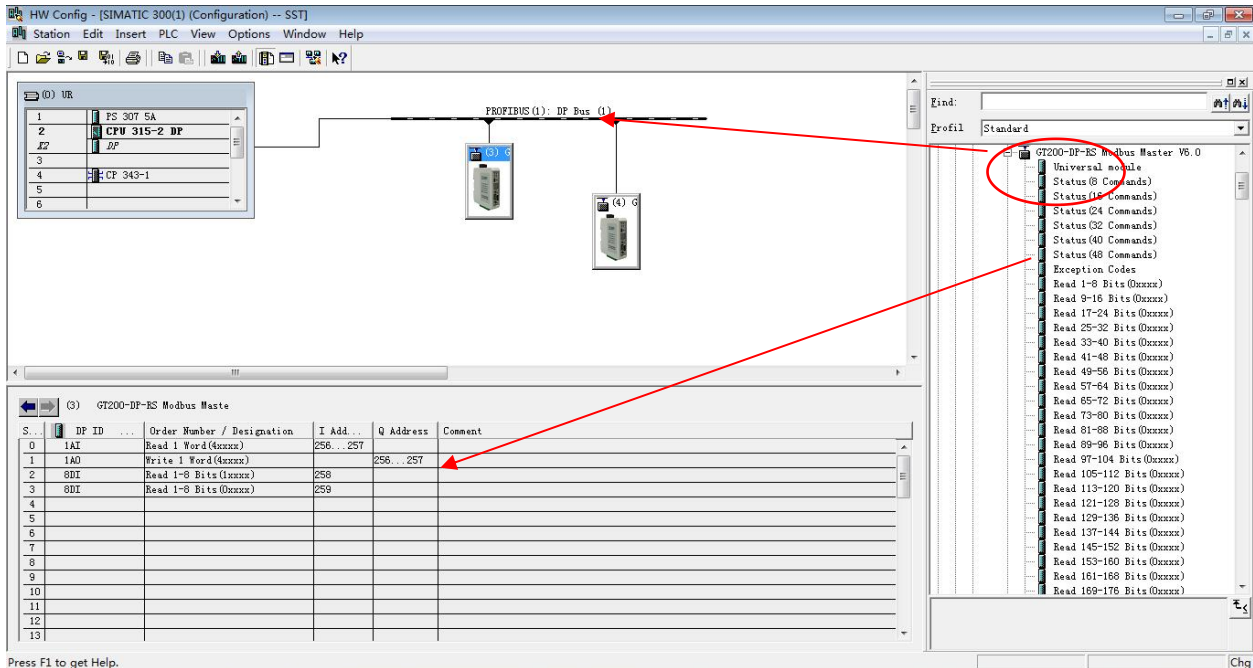 HW Config - [SIMATIC 300(1) (Configuration) -- SST]
Station Edit Insert PLC View Options Window Help
(0) UR
1 PS 307 5A
2 CPU 315-2 DP
X2 DP
3
4 CP 343-1
5
6
PROFIBUS(1): DP Bus (1)
(3) G
(4) G
Find:
Profil Standard
GT200-DP-RS Modbus Master V6.0
Universal module
Status(8 Commands)
Status(16 Commands)
Status(24 Commands)
Status(32 Commands)
Status(40 Commands)
Status(48 Commands)
Exception Codes
Read 1-8 Bits(0xxxx)
Read 9-16 Bits(0xxxx)
Read 17-24 Bits(0xxxx)
Read 25-32 Bits(0xxxx)
Read 33-40 Bits(0xxxx)
Read 41-48 Bits(0xxxx)
Read 49-56 Bits(0xxxx)
Read 57-64 Bits(0xxxx)
Read 65-72 Bits(0xxxx)
Read 73-80 Bits(0xxxx)
Read 81-88 Bits(0xxxx)
Read 89-96 Bits(0xxxx)
Read 97-104 Bits(0xxxx)
Read 105-112 Bits(0xxxx)
Read 113-120 Bits(0xxxx)
Read 121-128 Bits(0xxxx)
Read 129-136 Bits(0xxxx)
Read 137-144 Bits(0xxxx)
Read 145-152 Bits(0xxxx)
Read 153-160 Bits(0xxxx)
Read 161-168 Bits(0xxxx)
Read 169-176 Bits(0xxxx)
(3) GT200-DP-RS Modbus Maste
S... DP ID ... Order Number / Designation I Add... Q Address Comment
0 1AI Read 1 Word(4xxxx) 256...257
1 1AO Write 1 Word(4xxxx) 256...257
2 8DI Read 1-8 Bits(1xxxx) 258
3 8DI Read 1-8 Bits(0xxxx) 259
4
5
6
7
8
9
10
11
12
13
Press F1 to get Help.
Chg